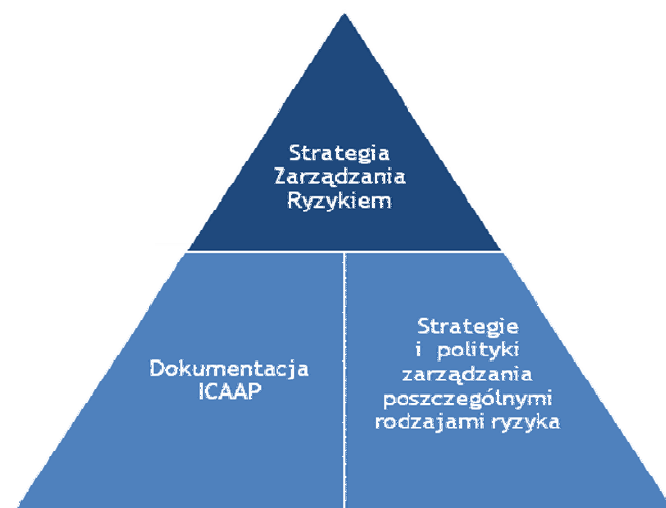 Strategia
Zarządzania
Ryzykiem
Dokumentacja
ICAAP
Strategie
i polityki
zarządzania
poszczególnymi
rodzajami ryzyka